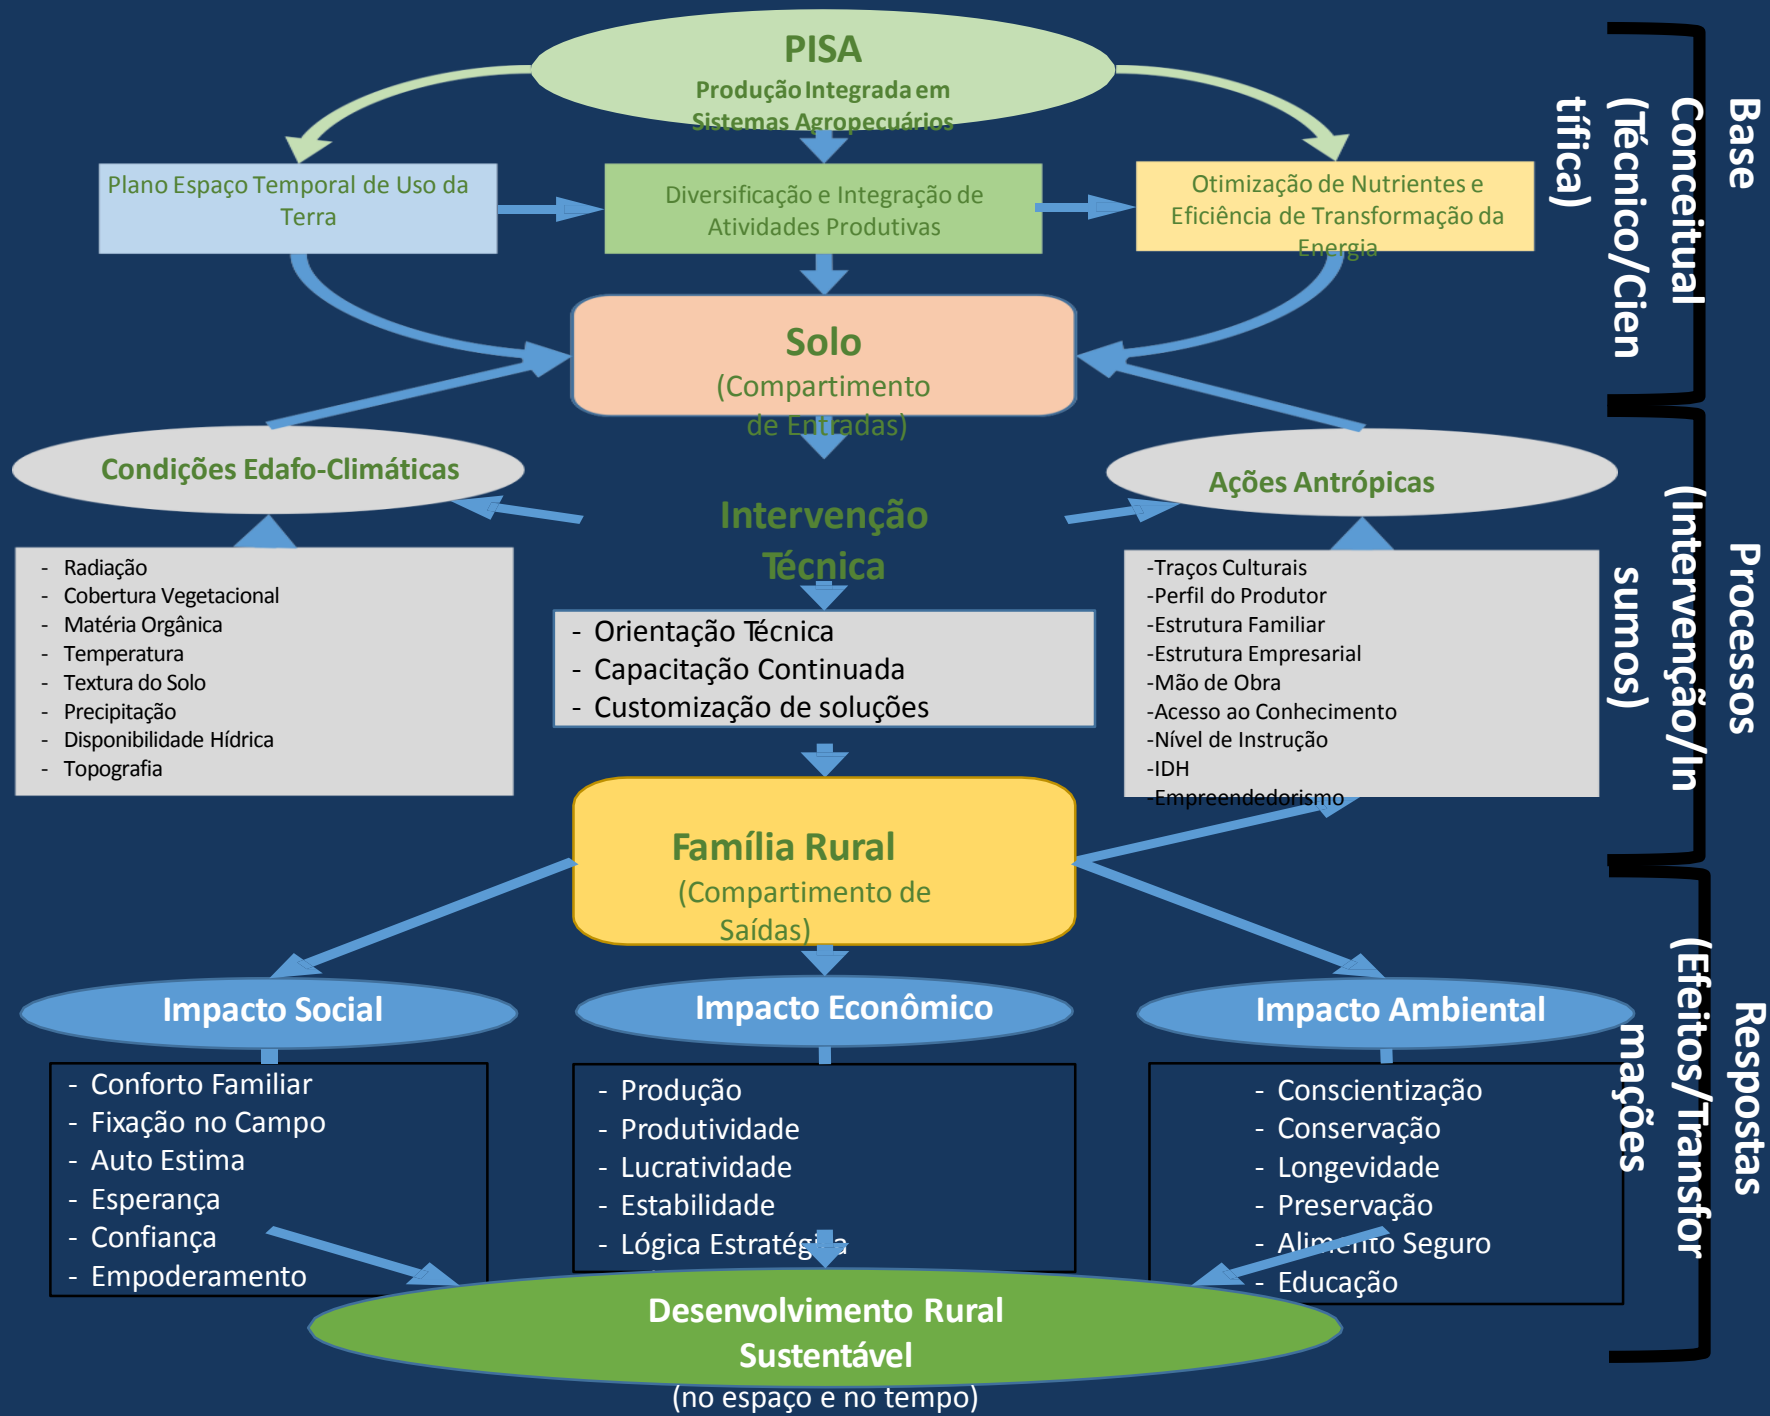 PISA
Produção Integrada em
Sistemas Agropecuários
Plano Espaço Temporal de Uso da
Terra
Diversificação e Integração de
Atividades Produtivas
Otimização de Nutrientes e
Eficiência de Transformação da
Energia
Solo
(Compartimento
de Entradas)
Base
Conceitual
(Técnico/Cien
tífica)
Condições Edafo-Climáticas
Ações Antrópicas
Intervenção
Técnica
- Radiação
- Cobertura Vegetacional
- Matéria Orgânica
- Temperatura
- Textura do Solo
- Precipitação
- Disponibilidade Hídrica
- Topografia
- Orientação Técnica
- Capacitação Continuada
- Customização de soluções
-Traços Culturais
-Perfil do Produtor
-Estrutura Familiar
-Estrutura Empresarial
-Mão de Obra
-Acesso ao Conhecimento
-Nível de Instrução
-IDH
-Empreendedorismo
Processos
(Intervenção/In
sumos)
Família Rural
(Compartimento de
Saídas)
Impacto Social
Impacto Econômico
Impacto Ambiental
- Conforto Familiar
- Fixação no Campo
- Auto Estima
- Esperança
- Confiança
- Empoderamento
- Produção
- Produtividade
- Lucratividade
- Estabilidade
- Lógica Estratégica
- Conscientização
- Conservação
- Longevidade
- Preservação
- Alimento Seguro
- Educação
Respostas
(Efeitos/Transfor
mações
Desenvolvimento Rural
Sustentável
(no espaço e no tempo)